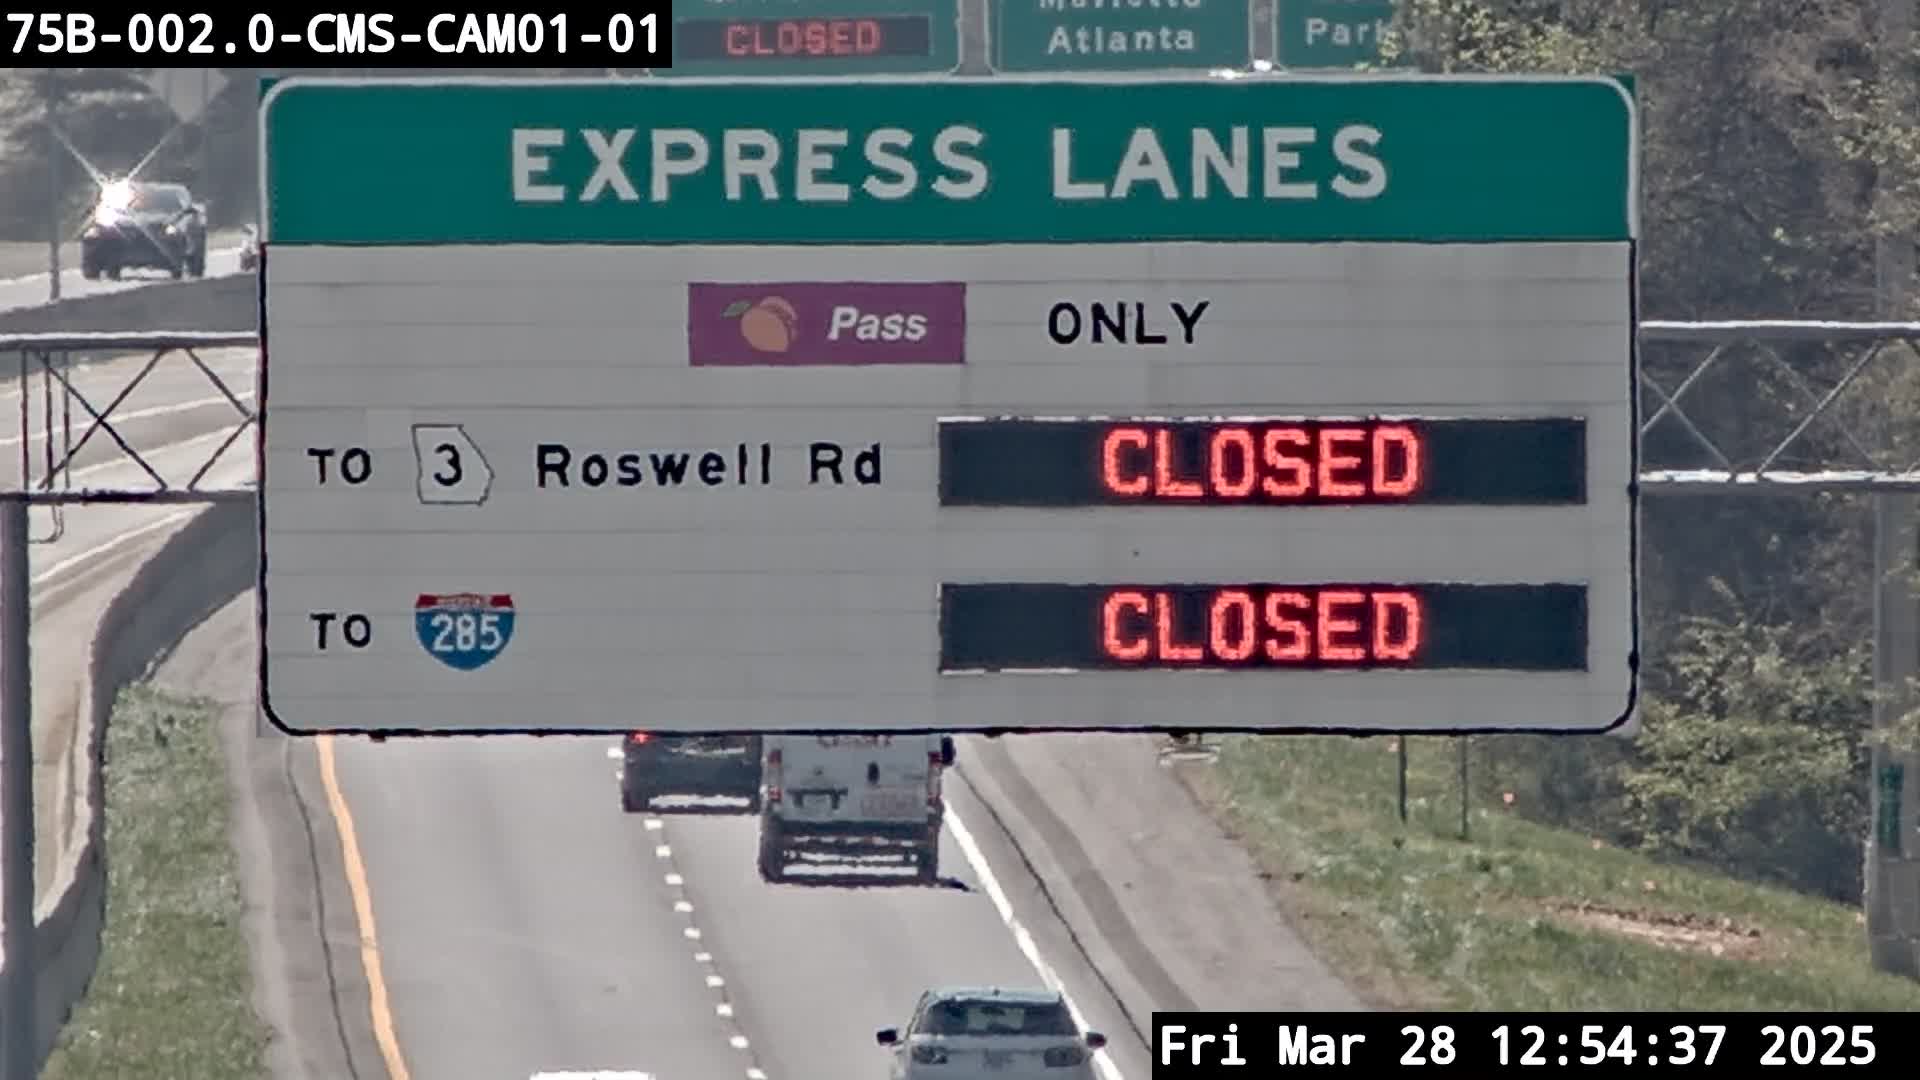 75B-002.0-CMS-CAM01-01
CLOSED
Atlanta
EXPRESS LANES
Pass ONLY
TO 3 Roswell Rd CLOSED
TO 285 CLOSED
Fri Mar 28 12:54:37 2025